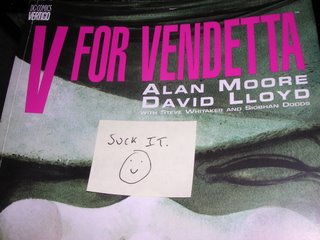 DC COMICS
VERTIGO
V FOR VENDETTA
ALAN MOORE
DAVID LLOYD
WITH STEVE WHITAKER AND SIOBHAN DODDS
SUCK IT.